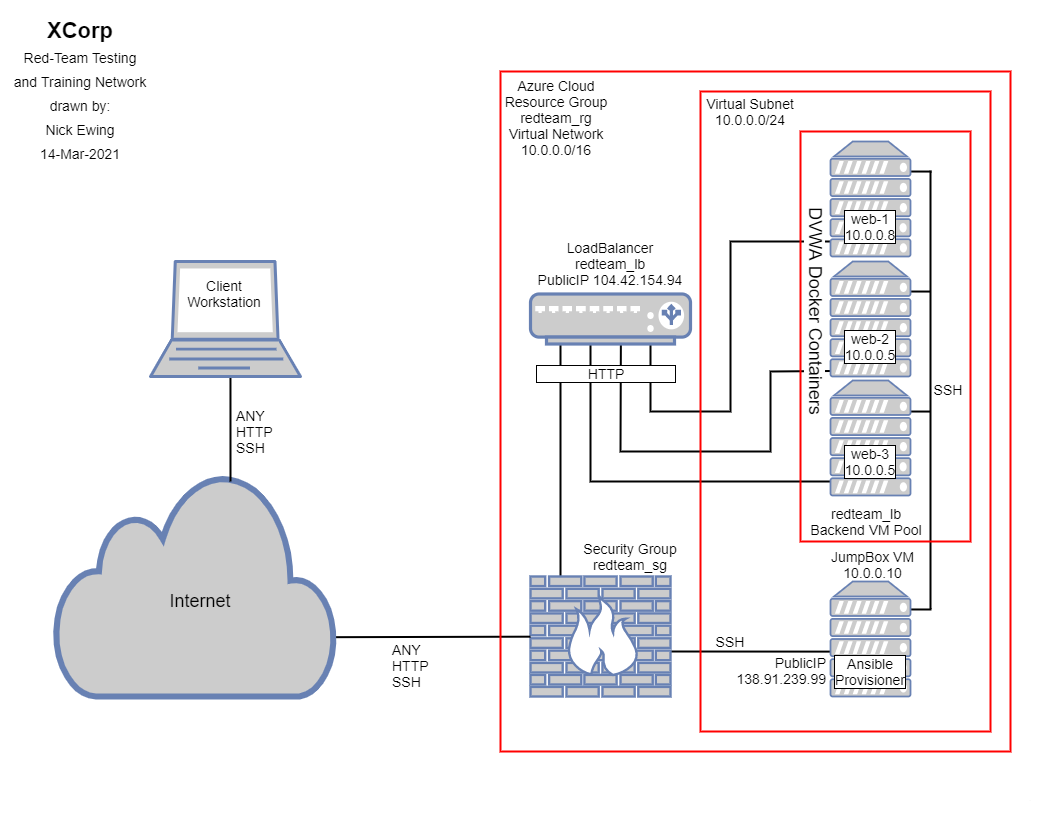 XCorp
Red-Team Testing
and Training Network
drawn by:
Nick Ewing
14-Mar-2021
Azure Cloud
Resource Group
redteam_rg
Virtual Network
10.0.0.0/16
Virtual Subnet
10.0.0.0/24
web-1
10.0.0.8
DVWA Docker Containers
LoadBalancer
redteam_lb
PublicIP 104.42.154.94
Client
Workstation
web-2
10.0.0.5
HTTP
SSH
ANY
HTTP
SSH
web-3
10.0.0.5
redteam_lb
Backend VM Pool
Security Group
redteam_sg
JumpBox VM
10.0.0.10
Internet
ANY
HTTP
SSH
SSH
PublicIP
138.91.239.99
Ansible
Provisioner